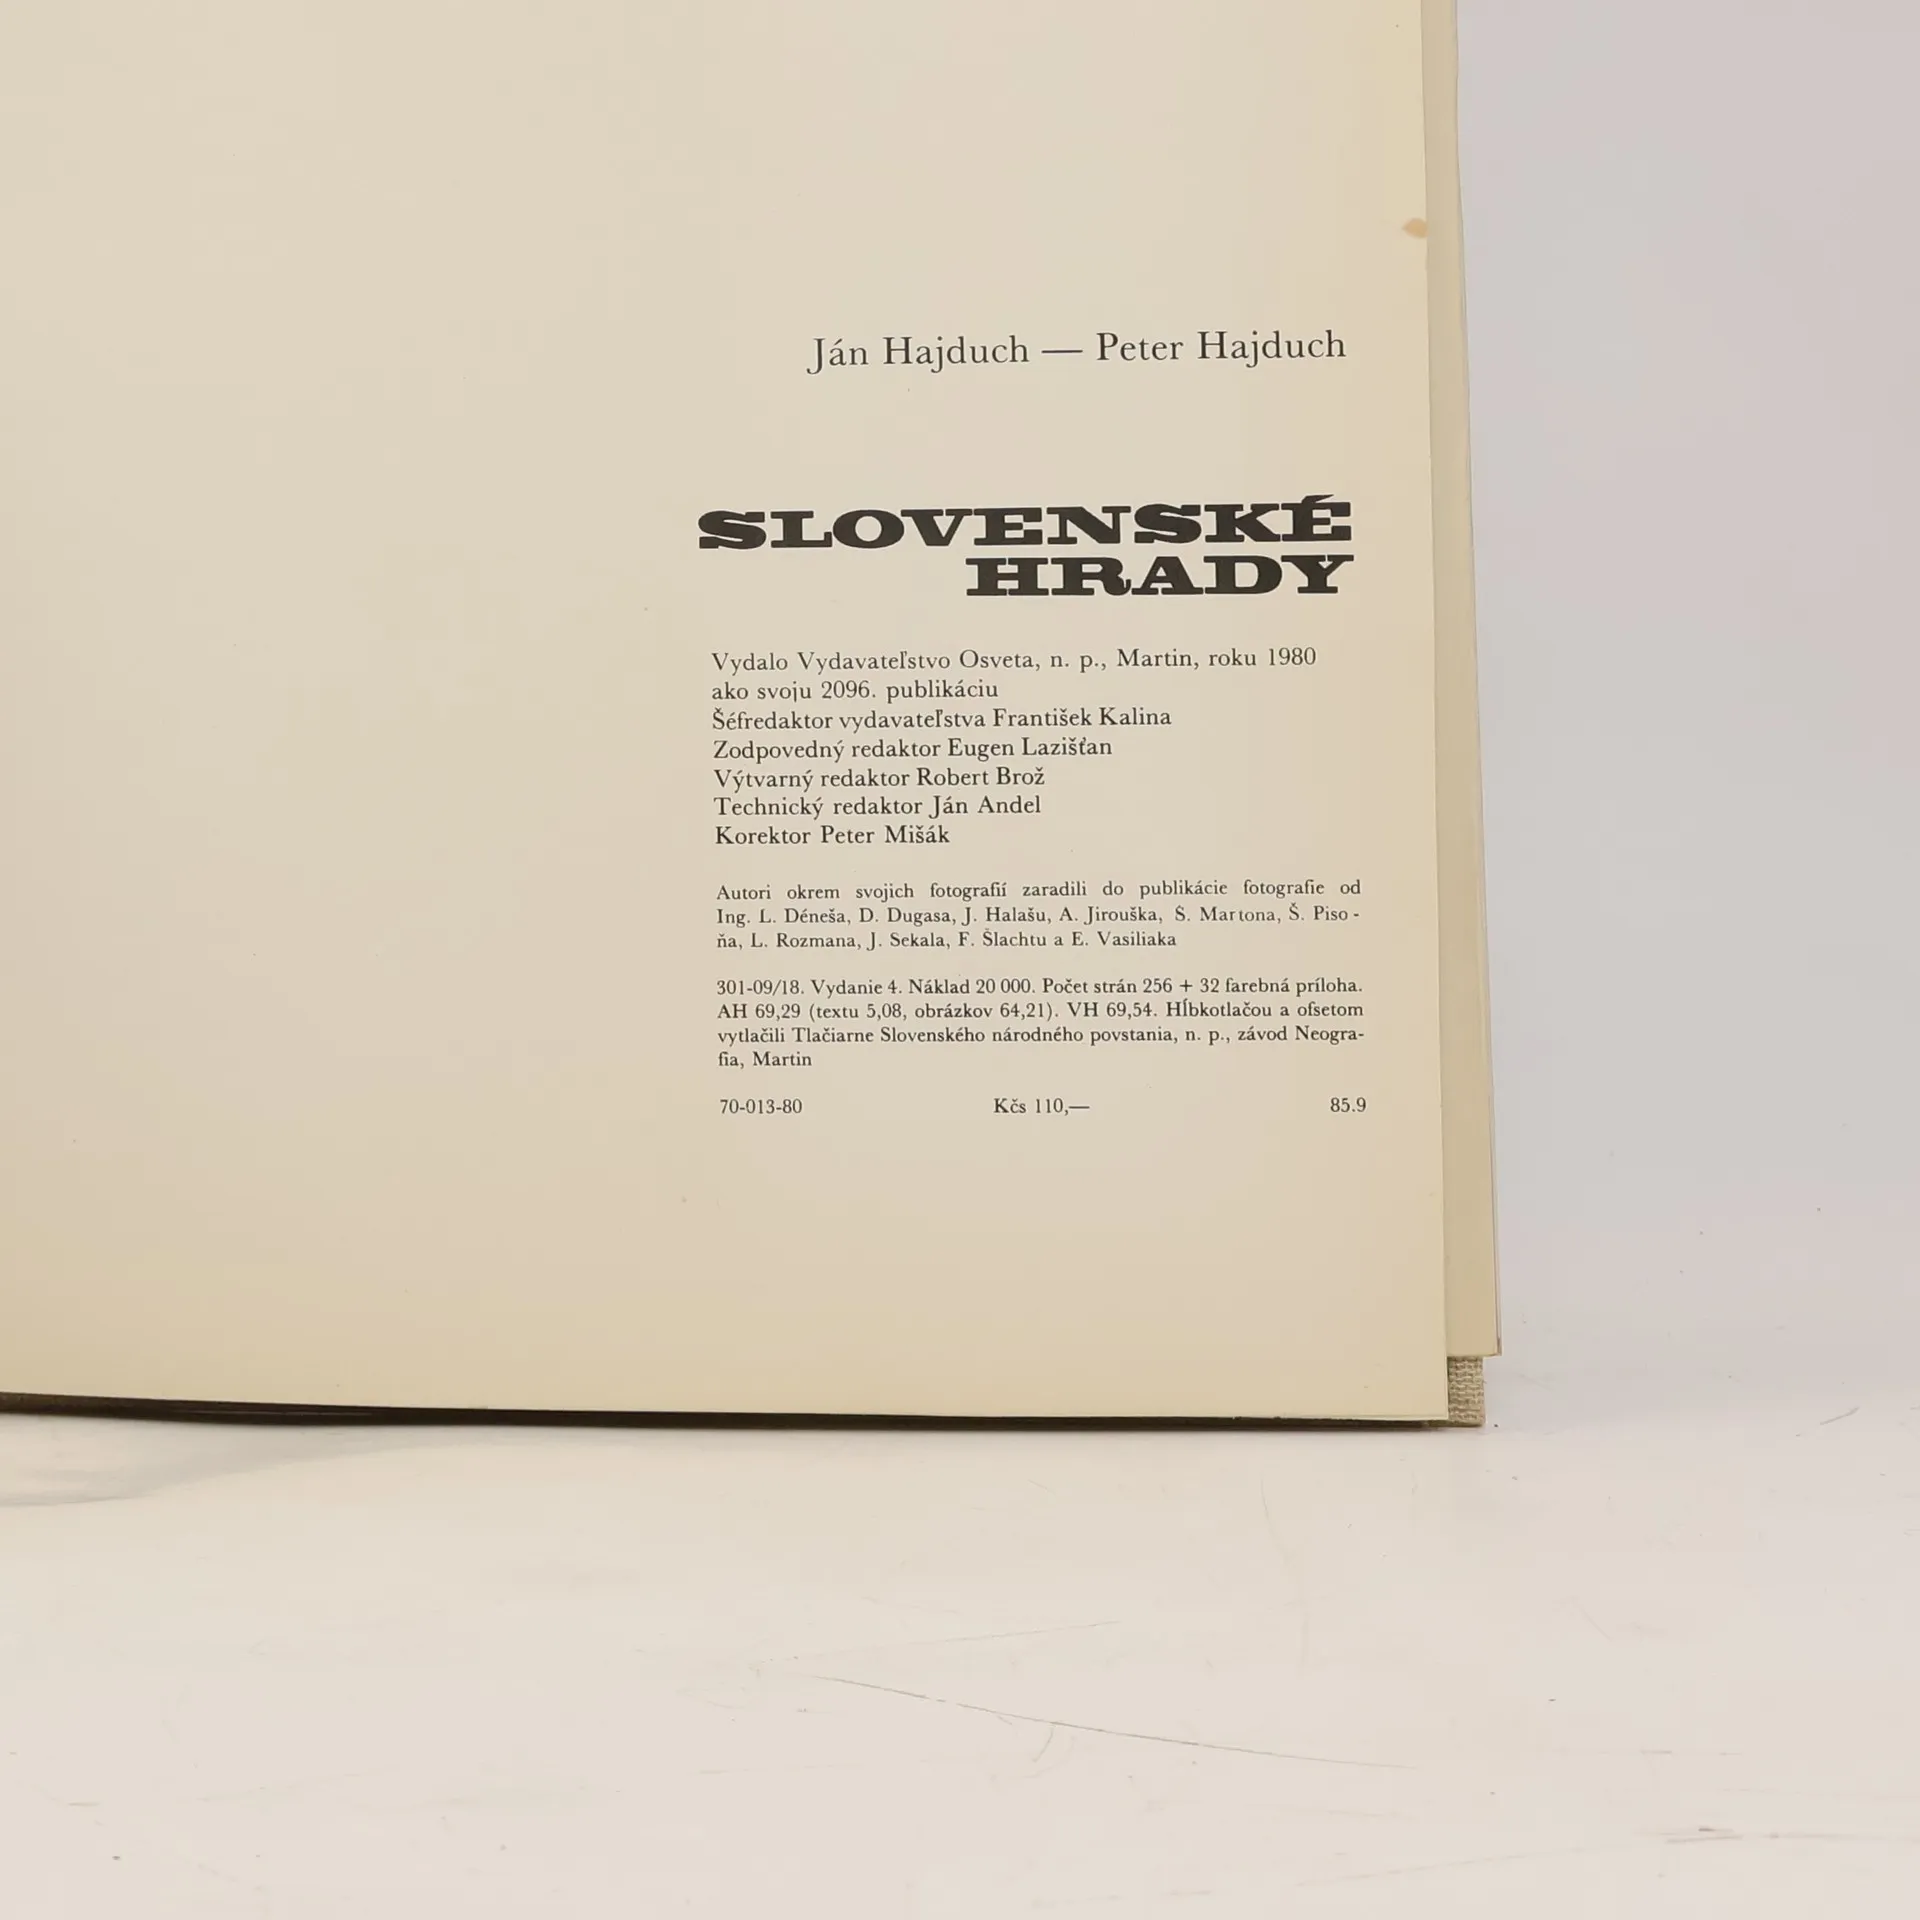 Ján Hajduch — Peter Hajduch
SLOVENSKÉ
HRADY
Vydalo Vydavateľstvo Osveta, n. p., Martin, roku 1980
ako svoju 2096. publikáciu
Šéfredaktor vydavateľstva František Kalina
Zodpovedný redaktor Eugen Lazišťan
Výtvarný redaktor Robert Brož
Technický redaktor Ján Andel
Korektor Peter Mišák
Autori okrem svojich fotografií zaradili do publikácie fotografie od
Ing. L. Déneša, D. Dugasa, J. Halašu, A. Jirouška, Š. Martona, Š. Piso-
ňa, L. Rozmana, J. Sekala, F. Šlachtu a E. Vasiliaka
301-09/18. Vydanie 4. Náklad 20 000. Počet strán 256 + 32 farebná príloha.
AH 69,29 (textu 5,08, obrázkov 64,21). VH 69,54. Hĺbkotlačou a ofsetom
vytlačili Tlačiarne Slovenského národného povstania, n. p., závod Neogra-
fia, Martin
70-013-80 Kčs 110,— 85.9